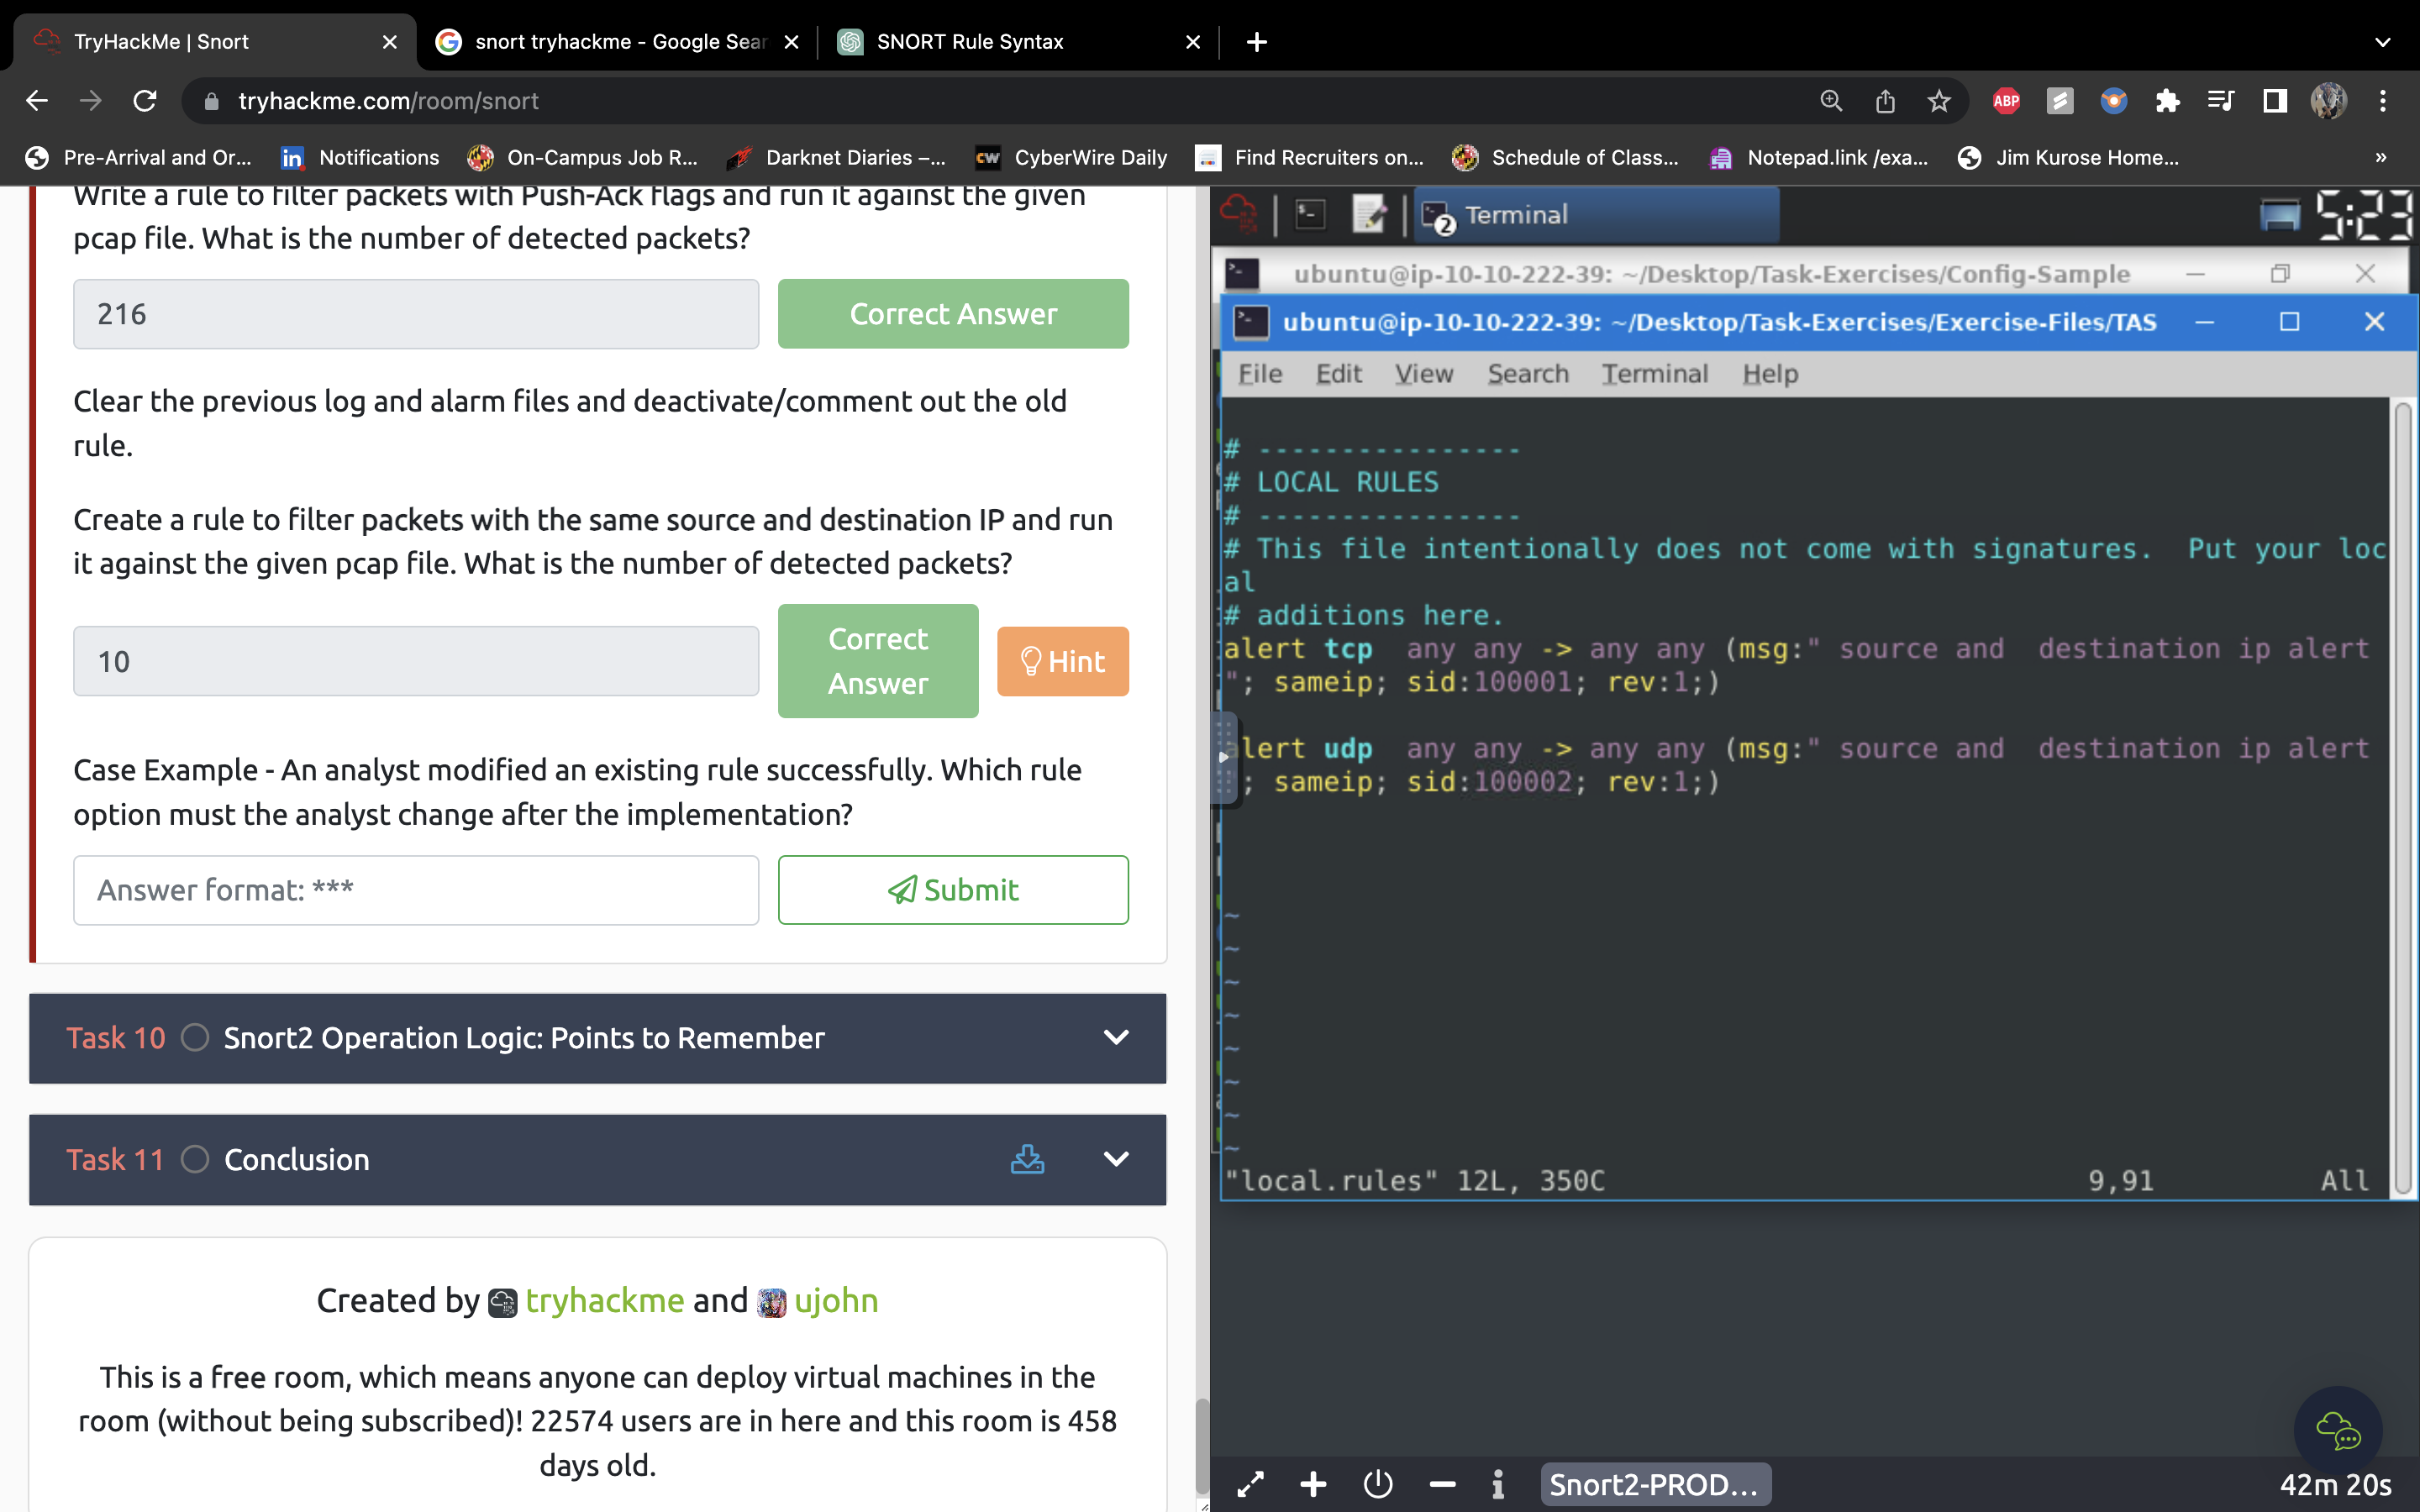 TryHackMe | Snort
snort tryhackme - Google Sear
SNORT Rule Syntax
tryhackme.com/room/snort
ABP
Pre-Arrival and Or...
Notifications
On-Campus Job R...
Darknet Diaries –...
CW
CyberWire Daily
Find Recruiters on...
Schedule of Class...
Notepad.link /exa...
Jim Kurose Home...
»
Write a rule to filter packets with Push-Ack flags and run it against the given
pcap file. What is the number of detected packets?
216
Correct Answer
Clear the previous log and alarm files and deactivate/comment out the old
rule.
Create a rule to filter packets with the same source and destination IP and run
it against the given pcap file. What is the number of detected packets?
10
Correct
Answer
Hint
Case Example - An analyst modified an existing rule successfully. Which rule
option must the analyst change after the implementation?
Answer format: ***
Submit
Task 10 Snort2 Operation Logic: Points to Remember
Task 11 Conclusion
Created by tryhackme and ujohn
This is a free room, which means anyone can deploy virtual machines in the
room (without being subscribed)! 22574 users are in here and this room is 458
days old.
2 Terminal
5:23
ubuntu@ip-10-10-222-39: ~/Desktop/Task-Exercises/Config-Sample
ubuntu@ip-10-10-222-39: ~/Desktop/Task-Exercises/Exercise-Files/TAS
File Edit View Search Terminal Help
# ----------------
# LOCAL RULES
# ----------------
# This file intentionally does not come with signatures.  Put your loc
al
# additions here.
alert tcp  any any -> any any (msg:" source and  destination ip alert
"; sameip; sid:100001; rev:1;)
alert udp  any any -> any any (msg:" source and  destination ip alert
; sameip; sid:100002; rev:1;)
~
~
~
~
~
~
~
~
"local.rules" 12L, 350C
9,91
All
Snort2-PROD...
42m 20s